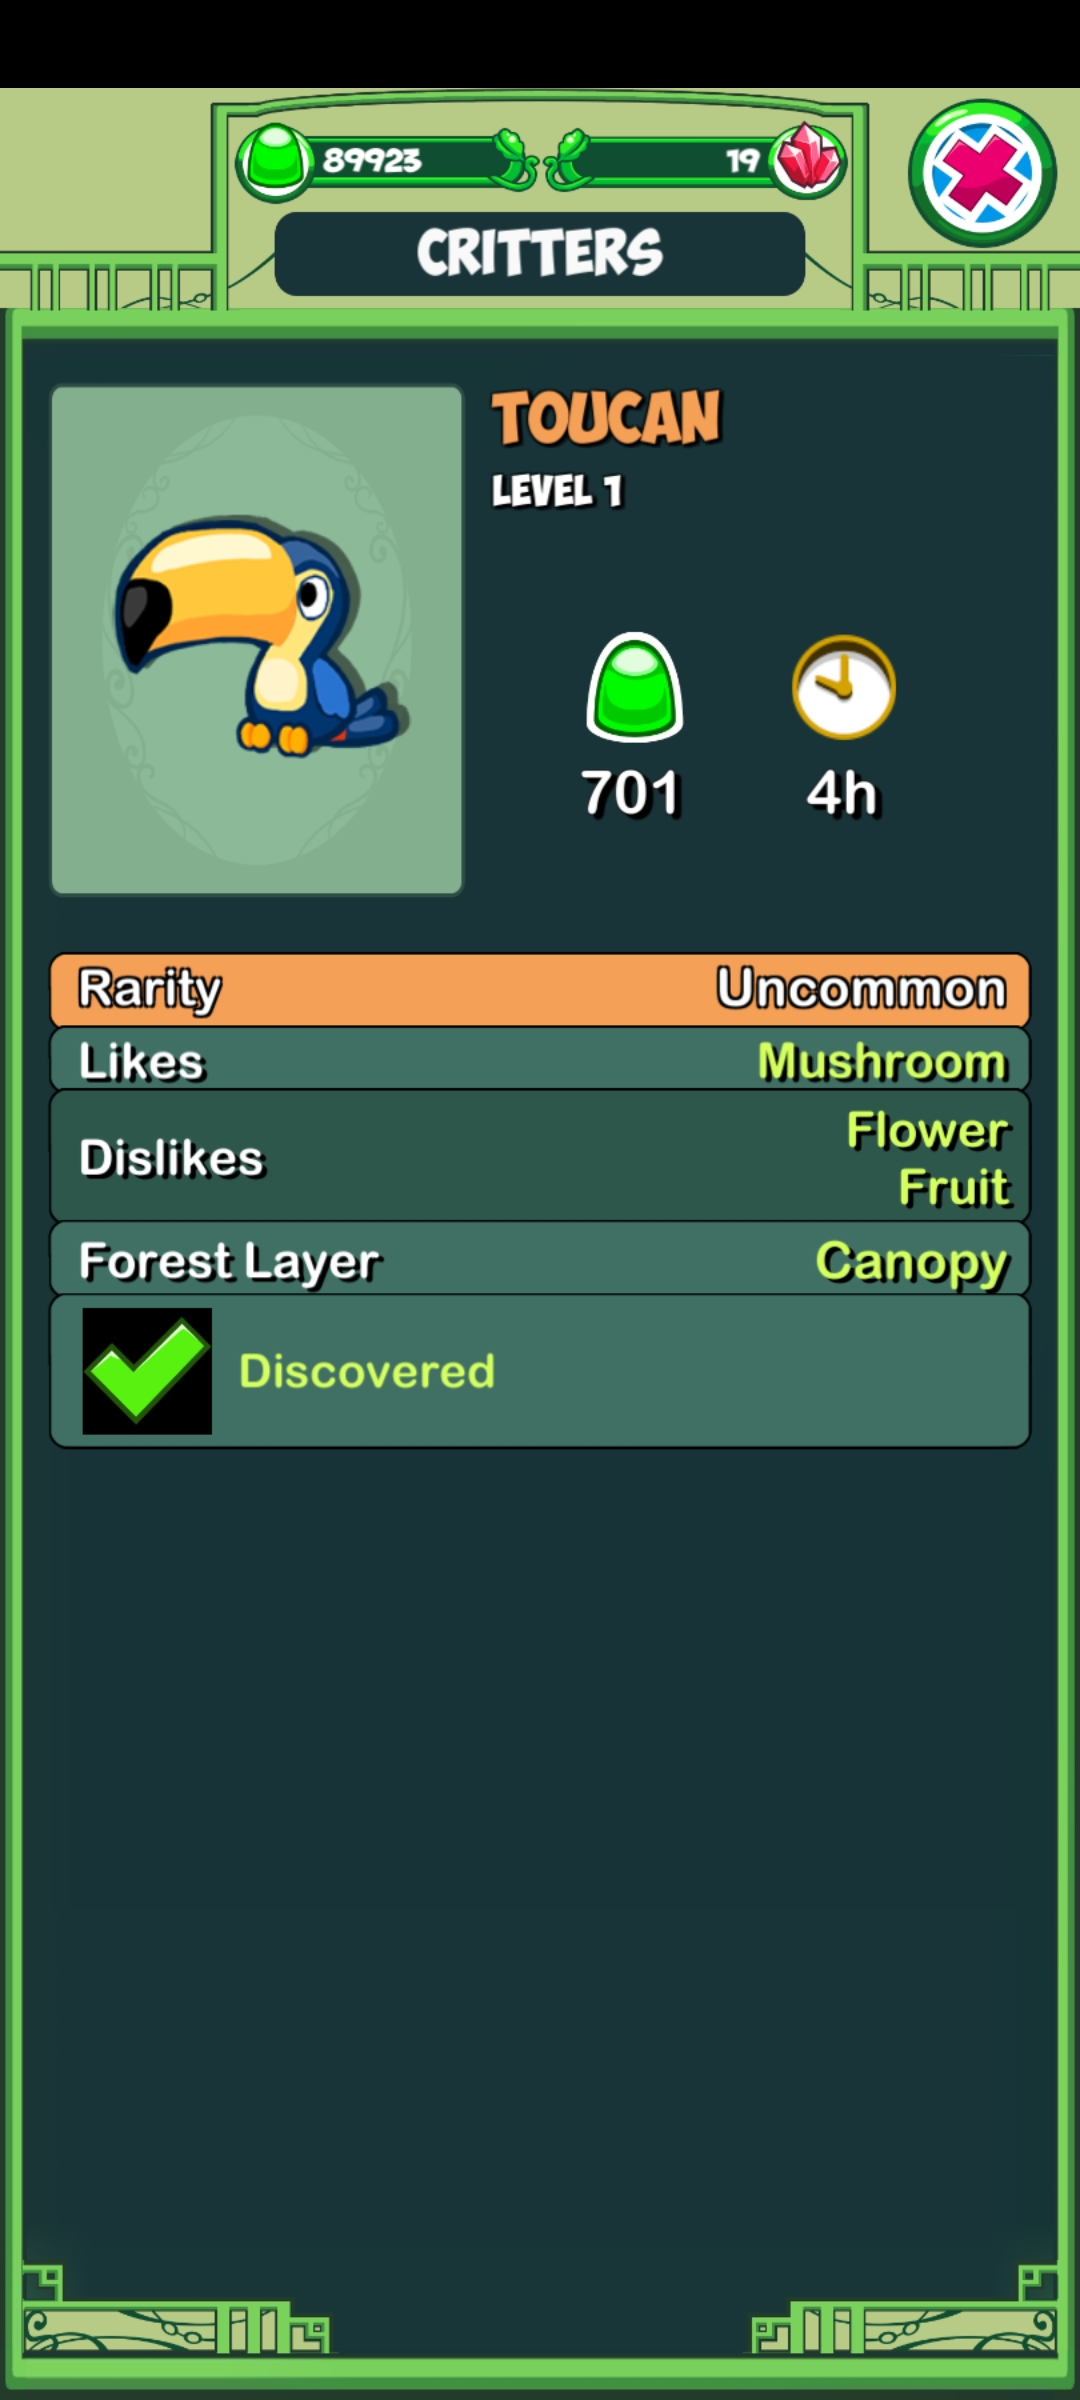 89923 19
CRITTERS
TOUCAN
LEVEL 1
701 4h
Rarity Uncommon
Likes Mushroom
Dislikes Flower
Fruit
Forest Layer Canopy
Discovered